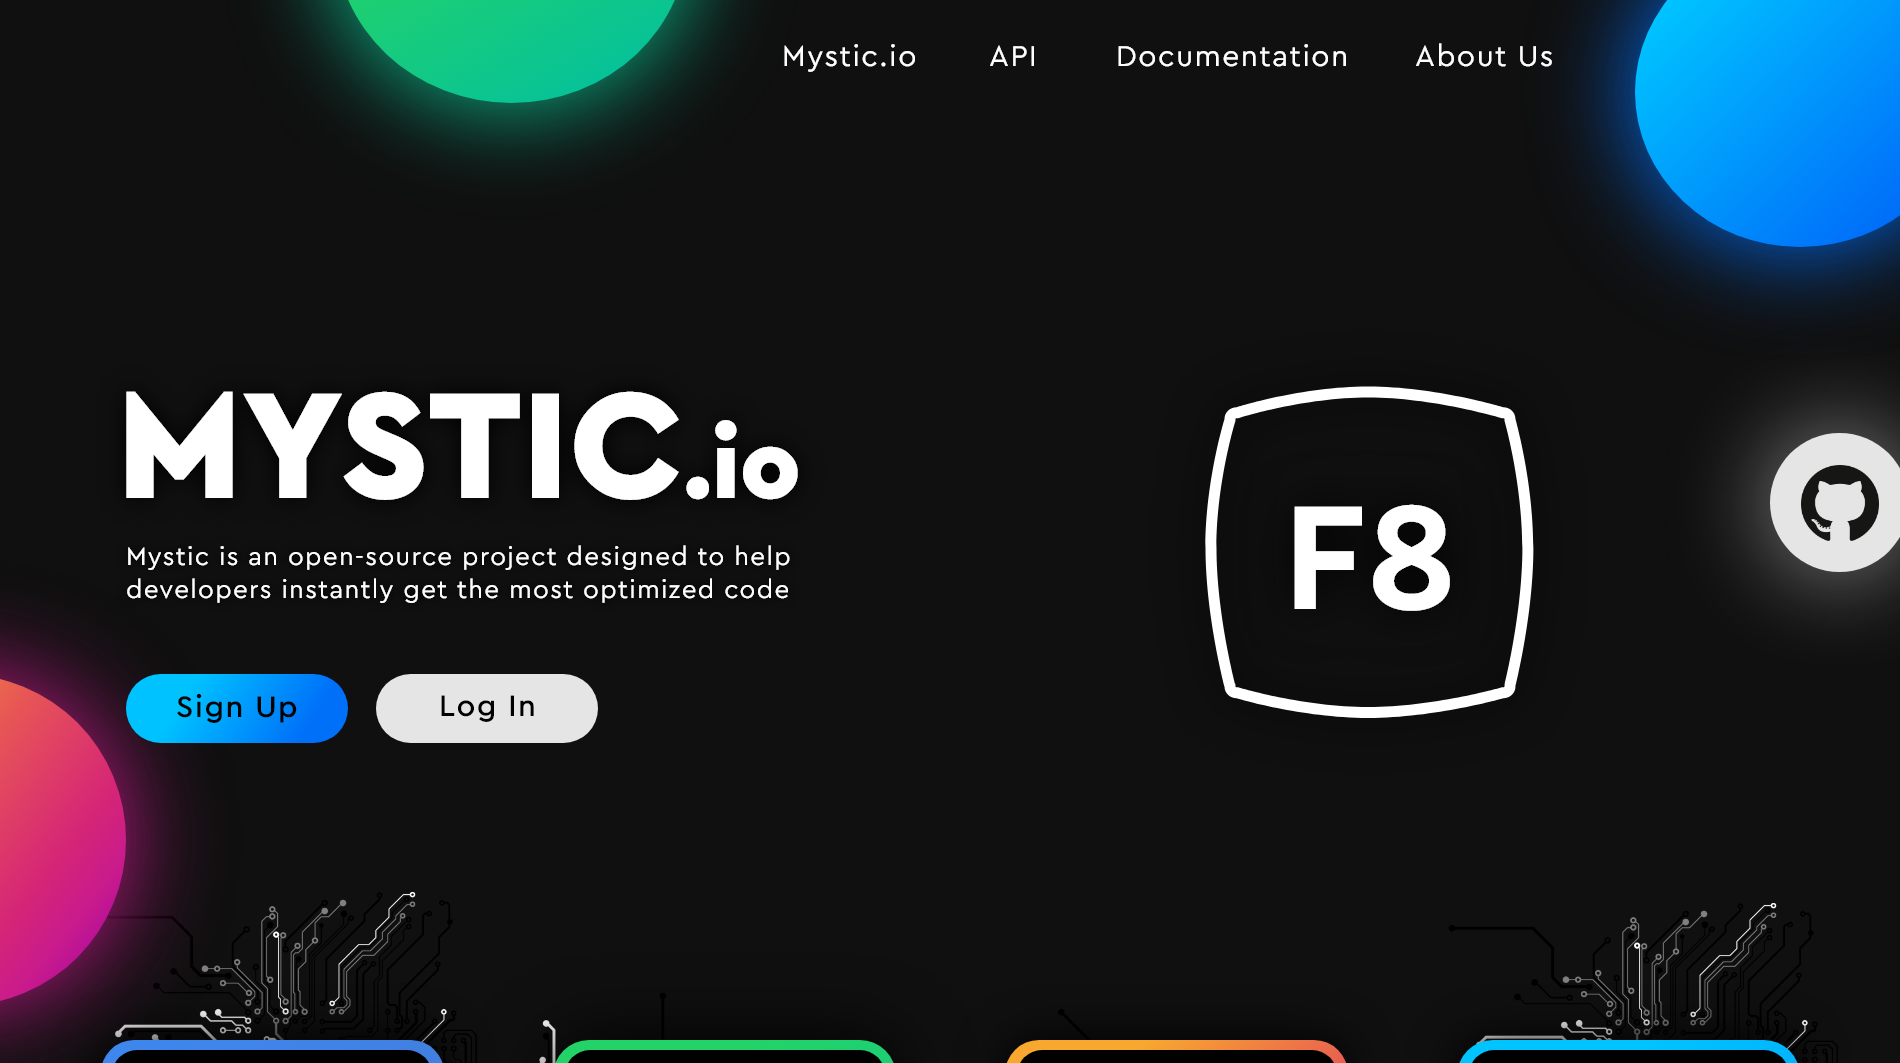 Mystic.io API Documentation About Us
MYSTIC.io
F8
Mystic is an open-source project designed to help
developers instantly get the most optimized code
Sign Up Log In